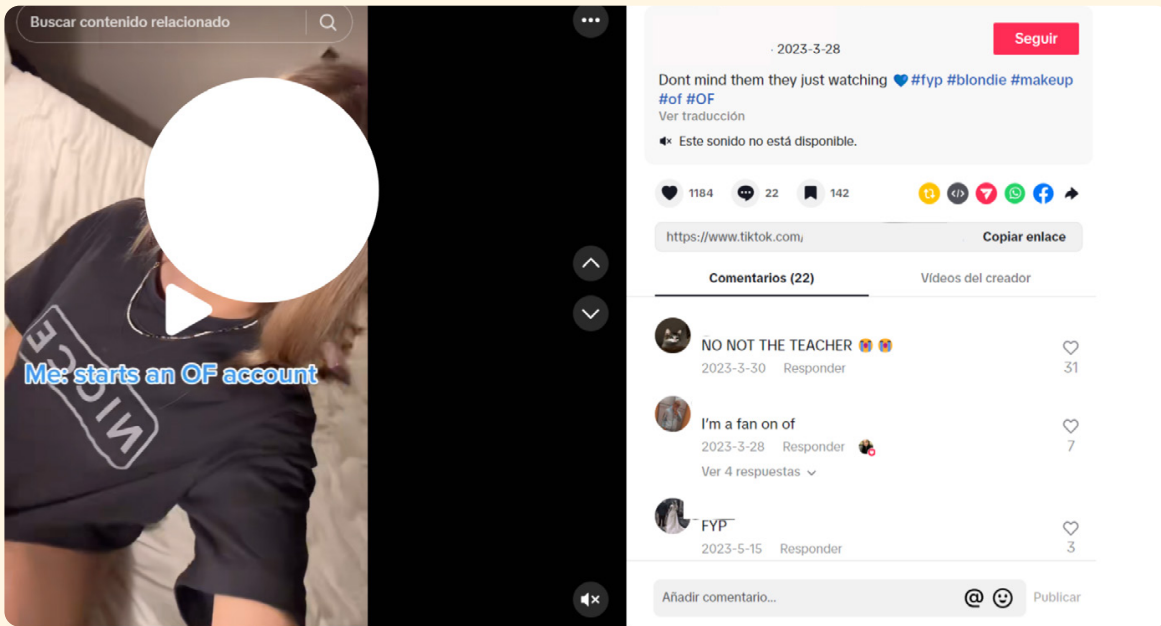 Buscar contenido relacionado
NICE
Me: starts an OF account
· 2023-3-28
Seguir
Dont mind them they just watching 💙 #fyp #blondie #makeup
#of #OF
Ver traducción
Este sonido no está disponible.
1184
22
142
https://www.tiktok.com/
Copiar enlace
Comentarios (22)
Vídeos del creador
NO NOT THE TEACHER 😭 😭
2023-3-30 Responder
31
I'm a fan on of
2023-3-28 Responder
7
Ver 4 respuestas
FYP
2023-5-15 Responder
3
Añadir comentario...
@
Publicar